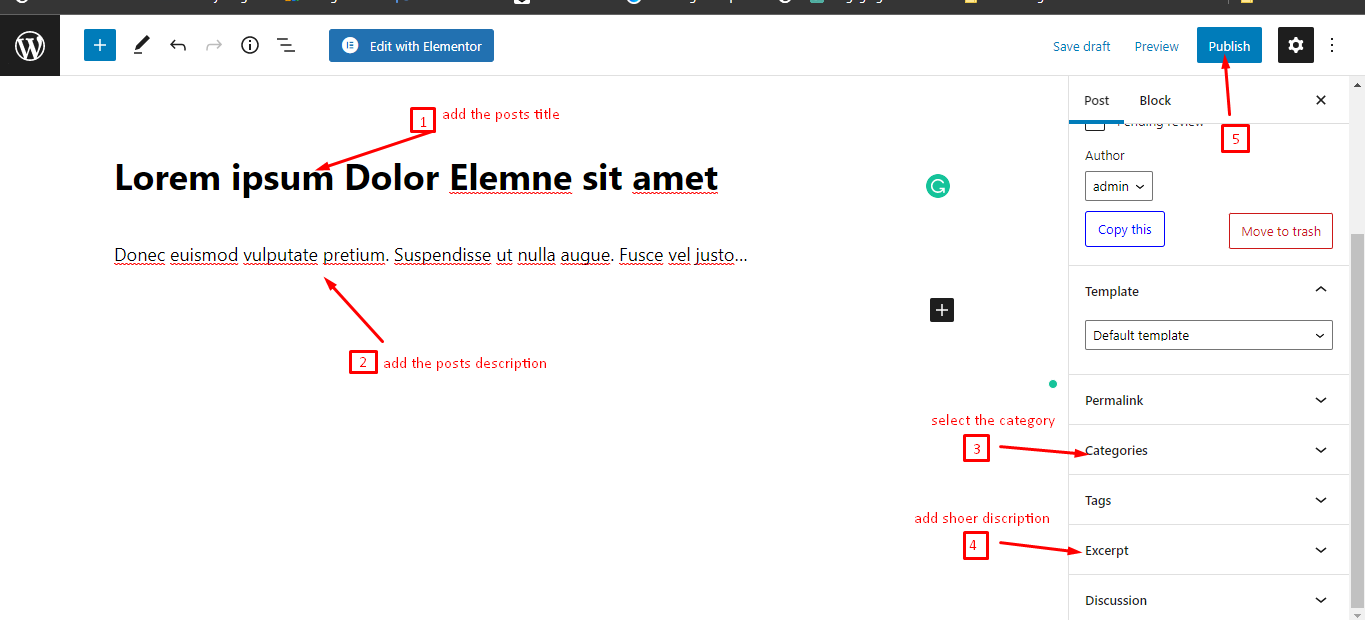 Edit with Elementor
Save draft
Preview
Publish
1
add the posts title
Post
Block
5
Pending review
Author
admin
Lorem ipsum Dolor Elemne sit amet
Copy this
Move to trash
Donec euismod vulputate pretium. Suspendisse ut nulla augue. Fusce vel justo...
Template
Default template
2
add the posts description
Permalink
select the category
3
Categories
Tags
add shoer discription
4
Excerpt
Discussion